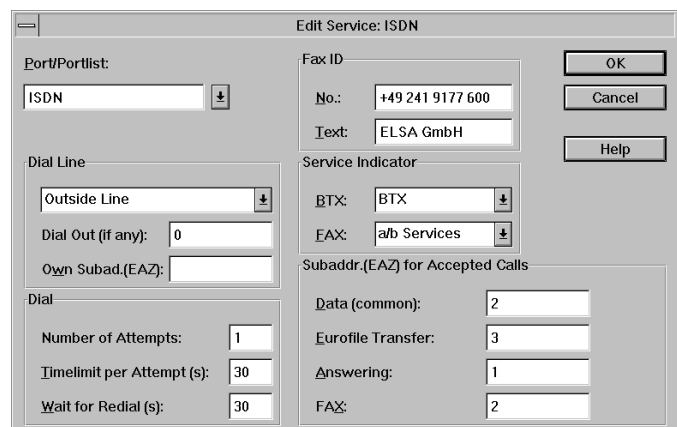 Edit Service: ISDN
Port/Portlist:
ISDN
Dial Line
Outside Line
Dial Out (if any): 0
Own Subad.(EAZ):
Dial
Number of Attempts: 1
Timelimit per Attempt (s): 30
Wait for Redial (s): 30
Fax ID
No.: +49 241 9177 600
Text: ELSA GmbH
Service Indicator
BTX: BTX
FAX: a/b Services
Subaddr.(EAZ) for Accepted Calls
Data (common): 2
Eurofile Transfer: 3
Answering: 1
FAX: 2
OK
Cancel
Help